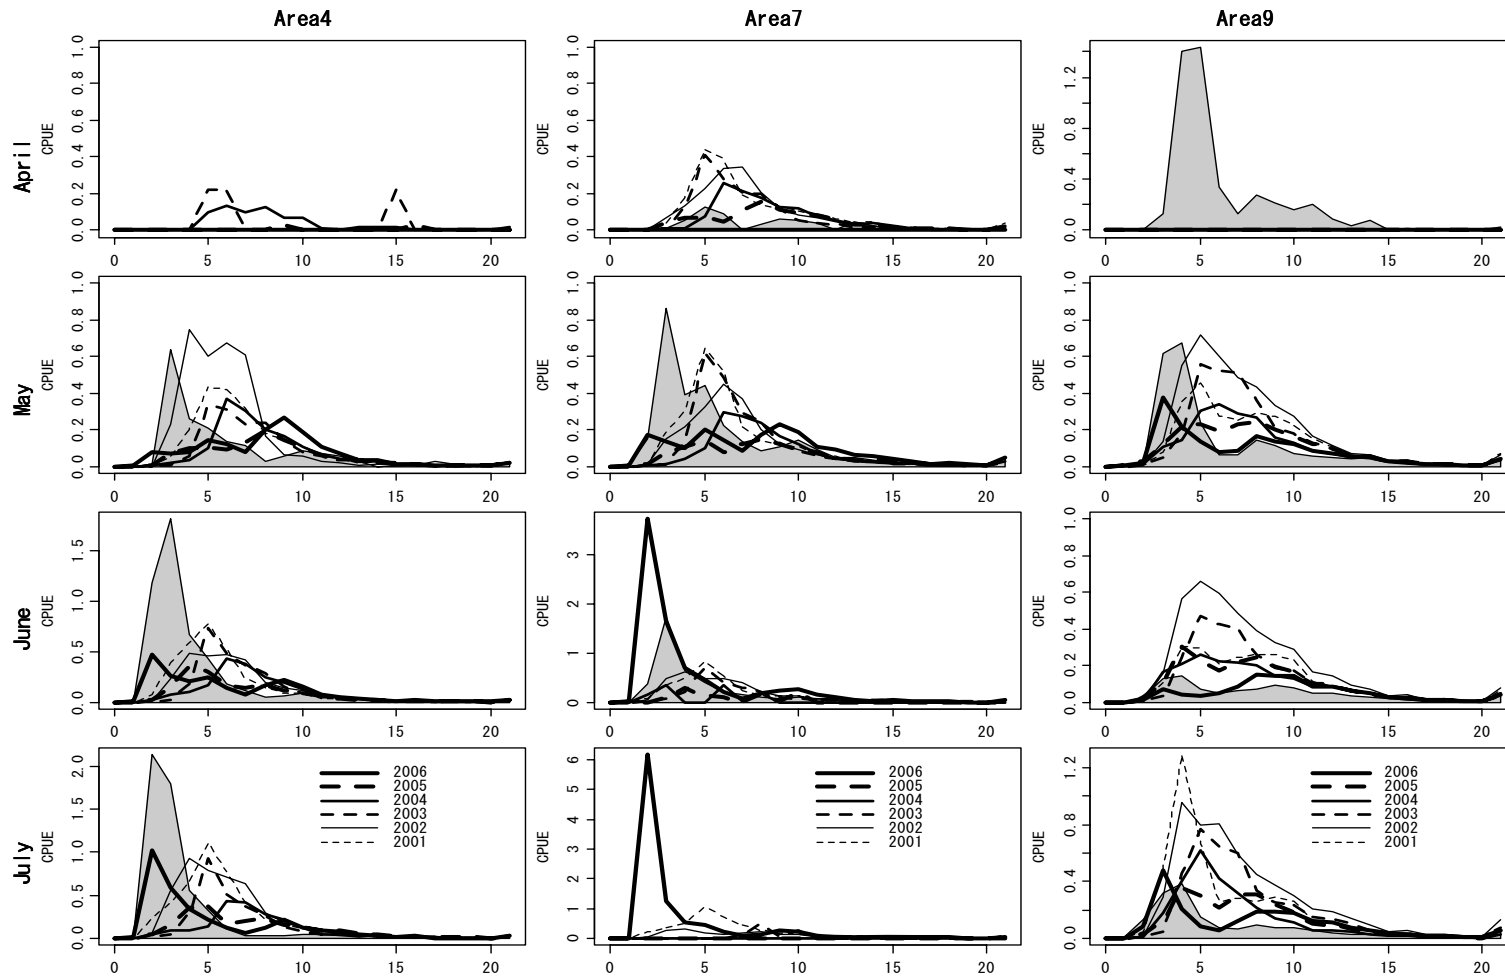 Area4 Area7 Area9
April
CPUE
0.0 0.2 0.4 0.6 0.8 1.0
0 5 10 15 20
CPUE
0.0 0.2 0.4 0.6 0.8 1.0
0 5 10 15 20
CPUE
0.0 0.4 0.8 1.2
0 5 10 15 20
May
CPUE
0.0 0.2 0.4 0.6 0.8 1.0
0 5 10 15 20
CPUE
0.0 0.2 0.4 0.6 0.8 1.0
0 5 10 15 20
CPUE
0.0 0.2 0.4 0.6 0.8 1.0
0 5 10 15 20
June
CPUE
0.0 0.5 1.0 1.5
0 5 10 15 20
CPUE
0 1 2 3
0 5 10 15 20
CPUE
0.0 0.2 0.4 0.6 0.8 1.0
0 5 10 15 20
July
CPUE
0.0 0.5 1.0 1.5 2.0
2006
2005
2004
2003
2002
2001
0 5 10 15 20
CPUE
0 1 2 3 4 5 6
2006
2005
2004
2003
2002
2001
0 5 10 15 20
CPUE
0.0 0.4 0.8 1.2
2006
2005
2004
2003
2002
2001
0 5 10 15 20